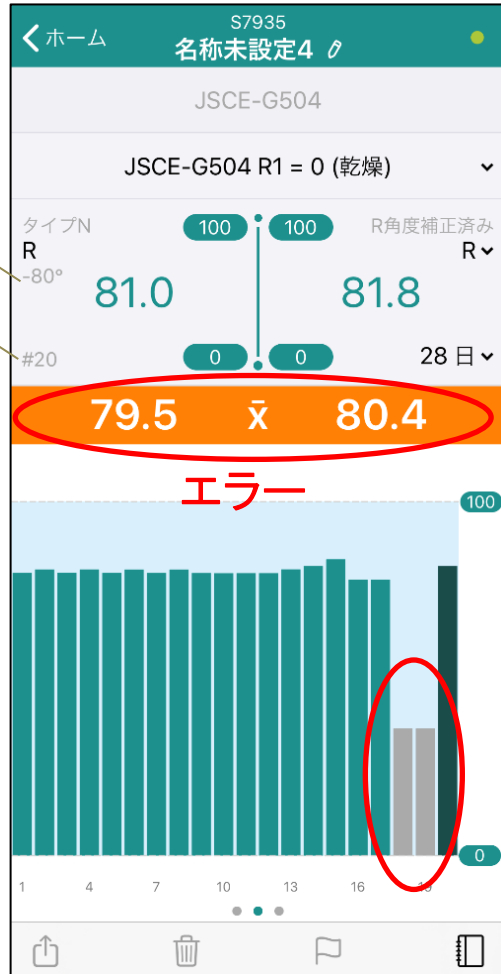 S7935
ホーム
名称未設定4
JSCE-G504
JSCE-G504 R1 = 0 (乾燥)
タイプN 100 100 R角度補正済み
R R
-80°
81.0 81.8
#20 0 0 28 日
79.5 x̄ 80.4
エラー
100
0
1 4 7 10 13 16 19